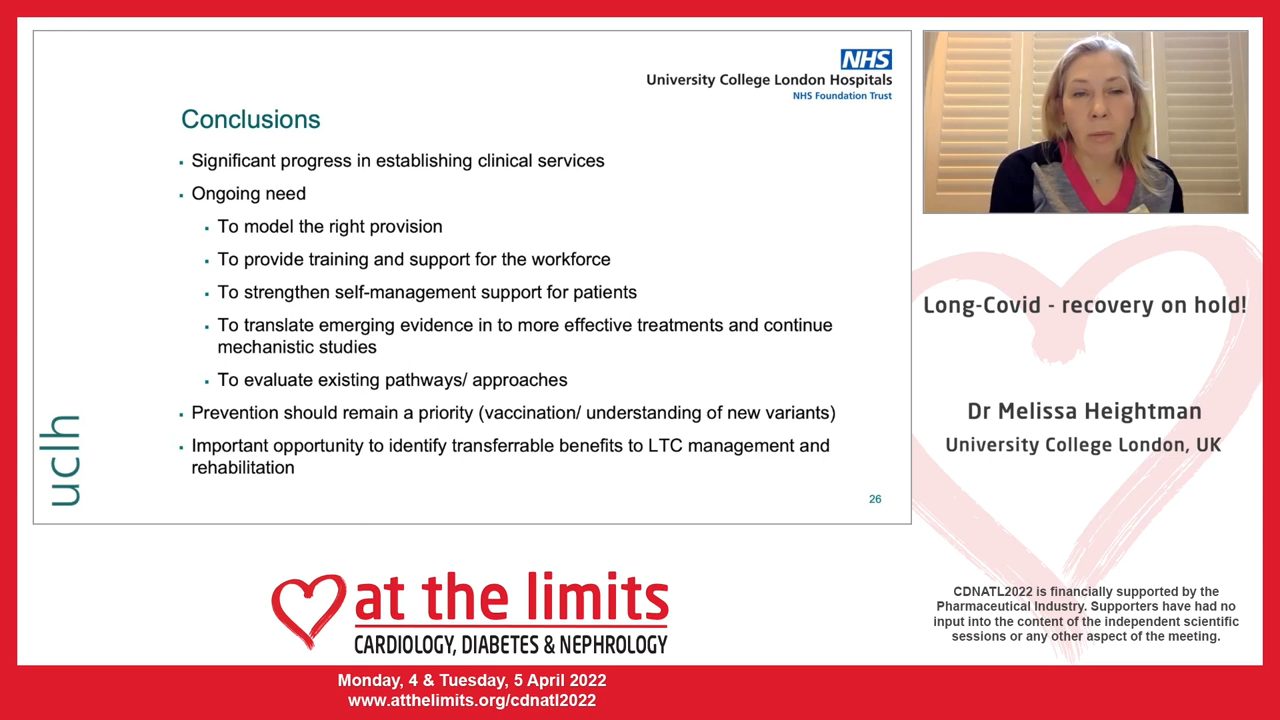 NHS
University College London Hospitals
NHS Foundation Trust
Conclusions
▪ Significant progress in establishing clinical services
▪ Ongoing need
▪ To model the right provision
▪ To provide training and support for the workforce
▪ To strengthen self-management support for patients
▪ To translate emerging evidence in to more effective treatments and continue
mechanistic studies
▪ To evaluate existing pathways/ approaches
▪ Prevention should remain a priority (vaccination/ understanding of new variants)
▪ Important opportunity to identify transferrable benefits to LTC management and
rehabilitation
uclh
26
Long-Covid - recovery on hold!
Dr Melissa Heightman
University College London, UK
CDNATL2022 is financially supported by the
Pharmaceutical Industry. Supporters have had no
input into the content of the independent scientific
sessions or any other aspect of the meeting.
at the limits
CARDIOLOGY, DIABETES & NEPHROLOGY
Monday, 4 & Tuesday, 5 April 2022
www.atthelimits.org/cdnatl2022